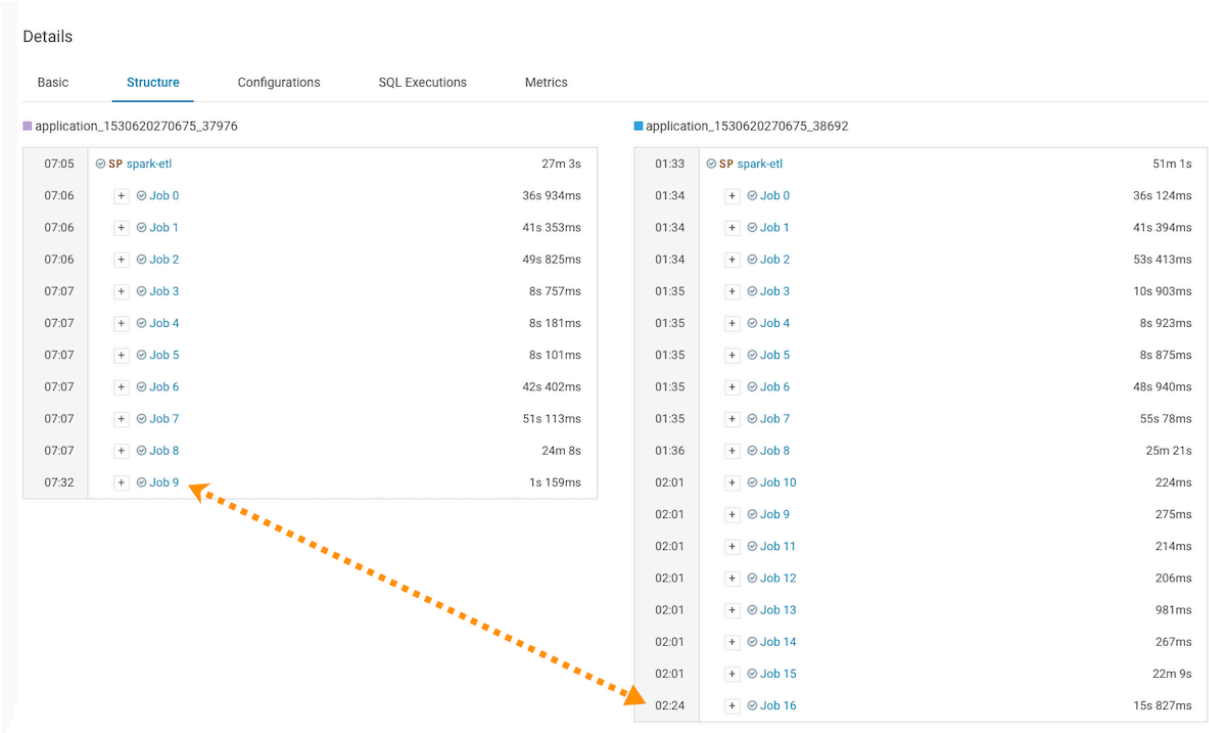 Details
Basic Structure Configurations SQL Executions Metrics
application_1530620270675_37976
07:05 SP spark-etl 27m 3s
07:06 + Job 0 36s 934ms
07:06 + Job 1 41s 353ms
07:06 + Job 2 49s 825ms
07:07 + Job 3 8s 757ms
07:07 + Job 4 8s 181ms
07:07 + Job 5 8s 101ms
07:07 + Job 6 42s 402ms
07:07 + Job 7 51s 113ms
07:07 + Job 8 24m 8s
07:32 + Job 9 1s 159ms
application_1530620270675_38692
01:33 SP spark-etl 51m 1s
01:34 + Job 0 36s 124ms
01:34 + Job 1 41s 394ms
01:34 + Job 2 53s 413ms
01:35 + Job 3 10s 903ms
01:35 + Job 4 8s 923ms
01:35 + Job 5 8s 875ms
01:35 + Job 6 48s 940ms
01:35 + Job 7 55s 78ms
01:36 + Job 8 25m 21s
02:01 + Job 10 224ms
02:01 + Job 9 275ms
02:01 + Job 11 214ms
02:01 + Job 12 206ms
02:01 + Job 13 981ms
02:01 + Job 14 267ms
02:01 + Job 15 22m 9s
02:24 + Job 16 15s 827ms